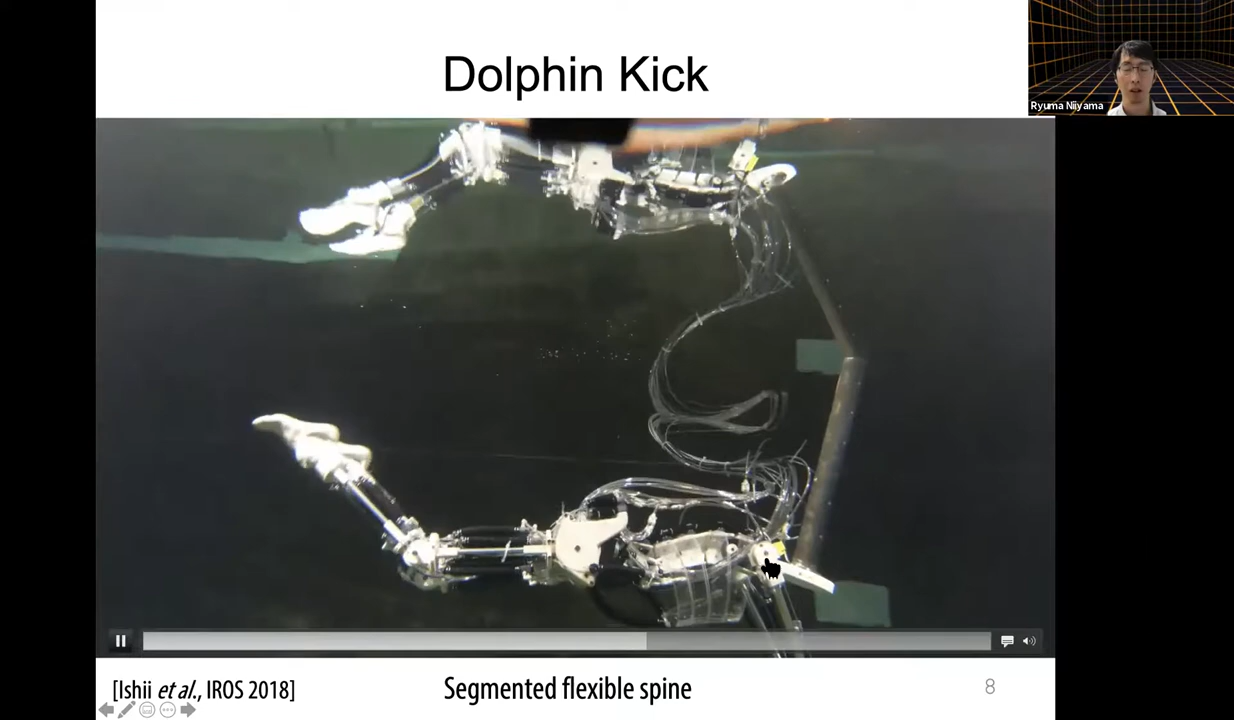 Dolphin Kick
Ryuma Niiyama
[Ishii et al., IROS 2018]
Segmented flexible spine
8